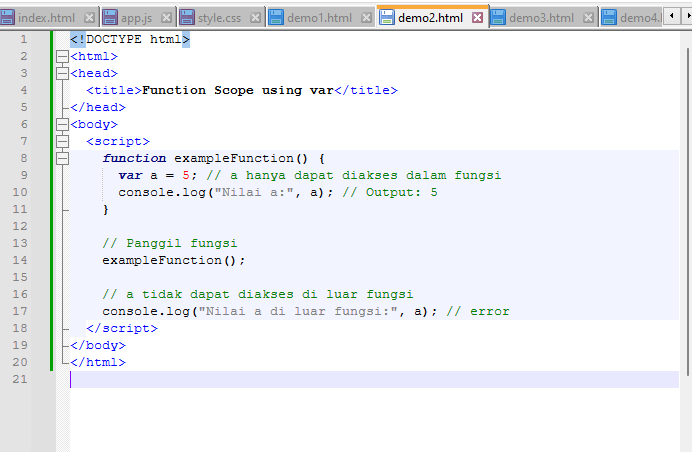 index.html app.js style.css demo1.html demo2.html demo3.html demo4.
1 <!DOCTYPE html>
2 <html>
3 <head>
4 <title>Function Scope using var</title>
5 </head>
6 <body>
7 <script>
8 function exampleFunction() {
9 var a = 5; // a hanya dapat diakses dalam fungsi
10 console.log("Nilai a:", a); // Output: 5
11 }
12
13 // Panggil fungsi
14 exampleFunction();
15
16 // a tidak dapat diakses di luar fungsi
17 console.log("Nilai a di luar fungsi:", a); // error
18 </script>
19 </body>
20 </html>
21